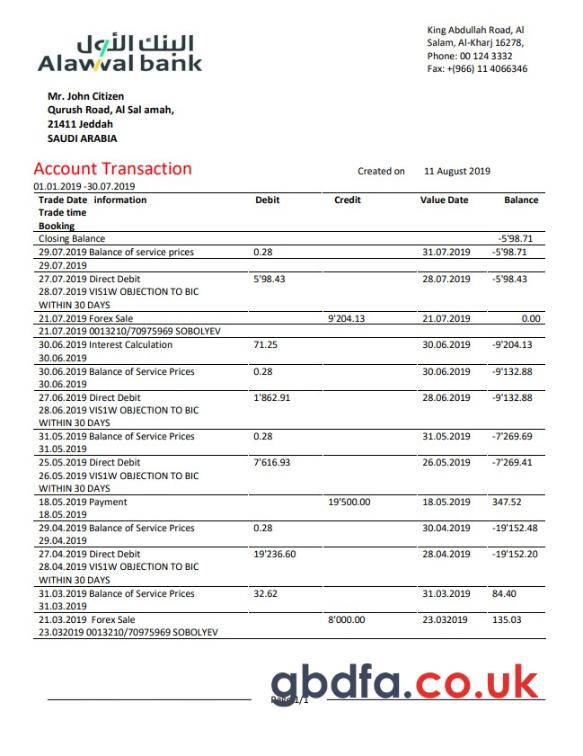 البنك الأول
Alawwal bank
King Abdullah Road, Al
Salam, Al-Kharj 16278,
Phone: 00 124 3332
Fax: +(966) 11 4066346
Mr. John Citizen
Qurush Road, Al Sal amah,
21411 Jeddah
SAUDI ARABIA
Account Transaction Created on 11 August 2019
01.01.2019 -30.07.2019
Trade Date information Debit Credit Value Date Balance
Trade time
Booking
Closing Balance -5'98.71
29.07.2019 Balance of service prices 0.28 31.07.2019 -5'98.71
29.07.2019
27.07.2019 Direct Debit 5'98.43 28.07.2019 -5'98.43
28.07.2019 VIS1W OBJECTION TO BIC
WITHIN 30 DAYS
21.07.2019 Forex Sale 9'204.13 21.07.2019 0.00
21.07.2019 0013210/70975969 SOBOLYEV
30.06.2019 Interest Calculation 71.25 30.06.2019 -9'204.13
30.06.2019
30.06.2019 Balance of Service Prices 0.28 30.06.2019 -9'132.88
30.06.2019
27.06.2019 Direct Debit 1'862.91 28.06.2019 -9'132.88
28.06.2019 VIS1W OBJECTION TO BIC
WITHIN 30 DAYS
31.05.2019 Balance of Service Prices 0.28 31.05.2019 -7'269.69
31.05.2019
25.05.2019 Direct Debit 7'616.93 26.05.2019 -7'269.41
26.05.2019 VIS1W OBJECTION TO BIC
WITHIN 30 DAYS
18.05.2019 Payment 19'500.00 18.05.2019 347.52
18.05.2019
29.04.2019 Balance of Service Prices 0.28 30.04.2019 -19'152.48
29.04.2019
27.04.2019 Direct Debit 19'236.60 28.04.2019 -19'152.20
28.04.2019 VIS1W OBJECTION TO BIC
WITHIN 30 DAYS
31.03.2019 Balance of Service Prices 32.62 31.03.2019 84.40
31.03.2019
21.03.2019 Forex Sale 8'000.00 23.032019 135.03
23.032019 0013210/70975969 SOBOLYEV
gbdfa.co.uk
Page 1/1